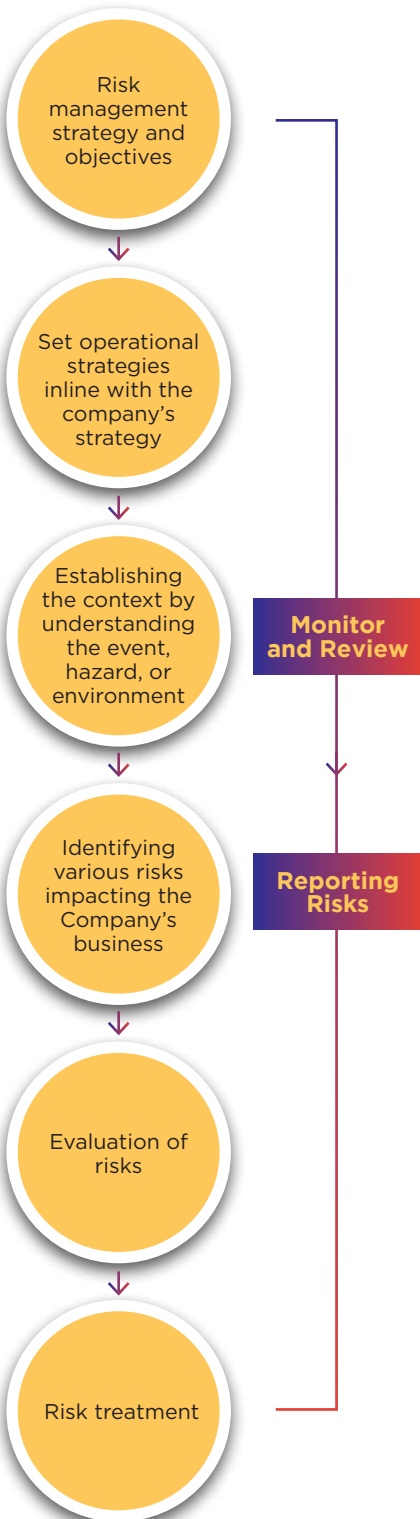 Risk
management
strategy and
objectives
Set operational
strategies
inline with the
company's
strategy
Establishing
the context by
understanding
the event,
hazard, or
environment
Monitor
and Review
Identifying
various risks
impacting the
Company's
business
Reporting
Risks
Evaluation of
risks
Risk treatment